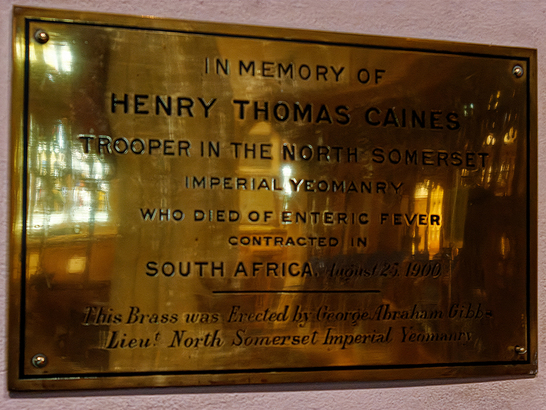 IN MEMORY OF
HENRY THOMAS CAINES
TROOPER IN THE NORTH SOMERSET
IMPERIAL YEOMANRY
WHO DIED OF ENTERIC FEVER
CONTRACTED IN
SOUTH AFRICA, August 25, 1900
This Brass was Erected by George Abraham Gibbs
Lieut North Somerset Imperial Yeomanry